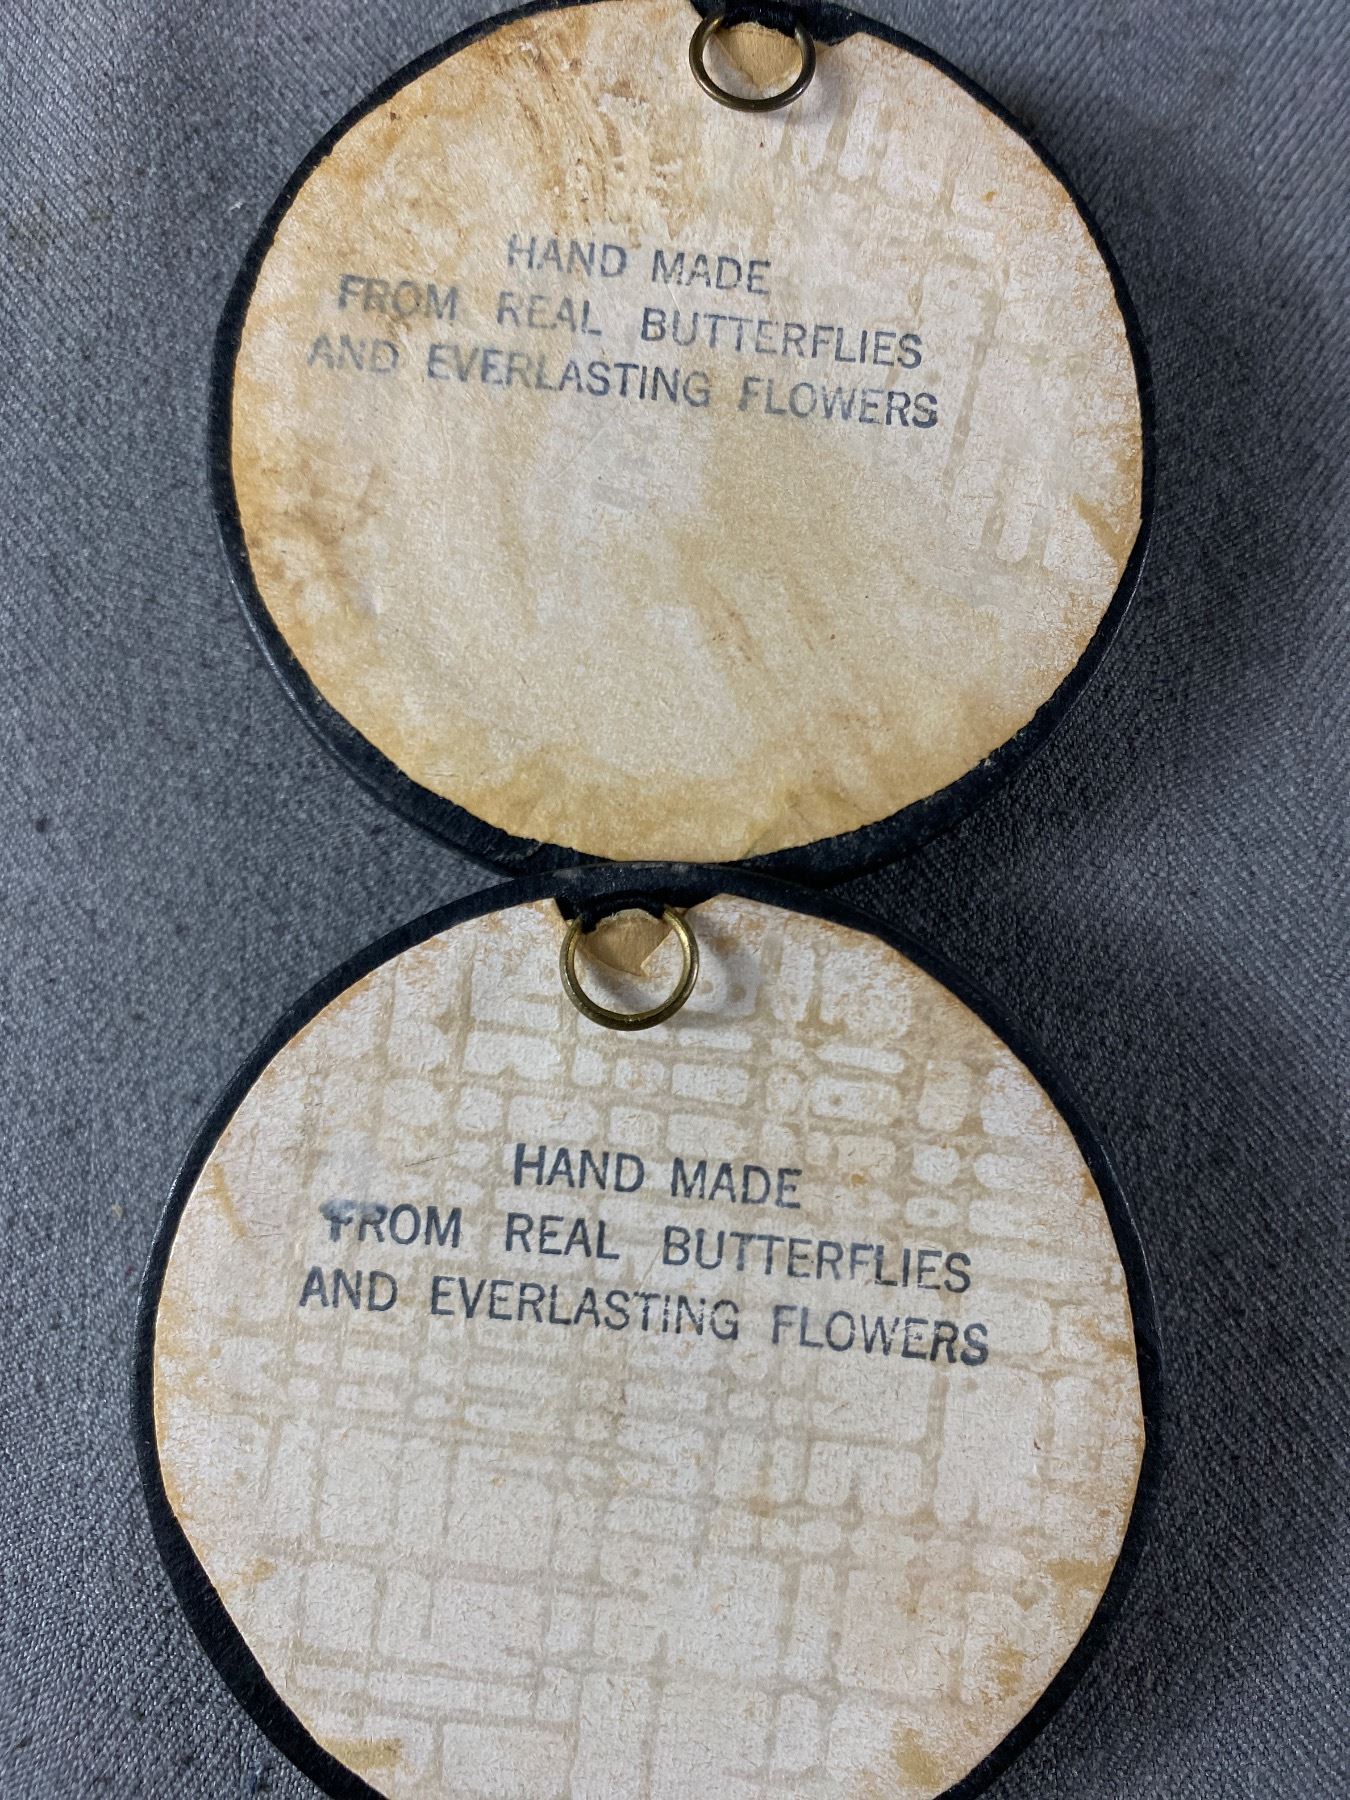 HAND MADE
FROM REAL BUTTERFLIES
AND EVERLASTING FLOWERS
HAND MADE
FROM REAL BUTTERFLIES
AND EVERLASTING FLOWERS